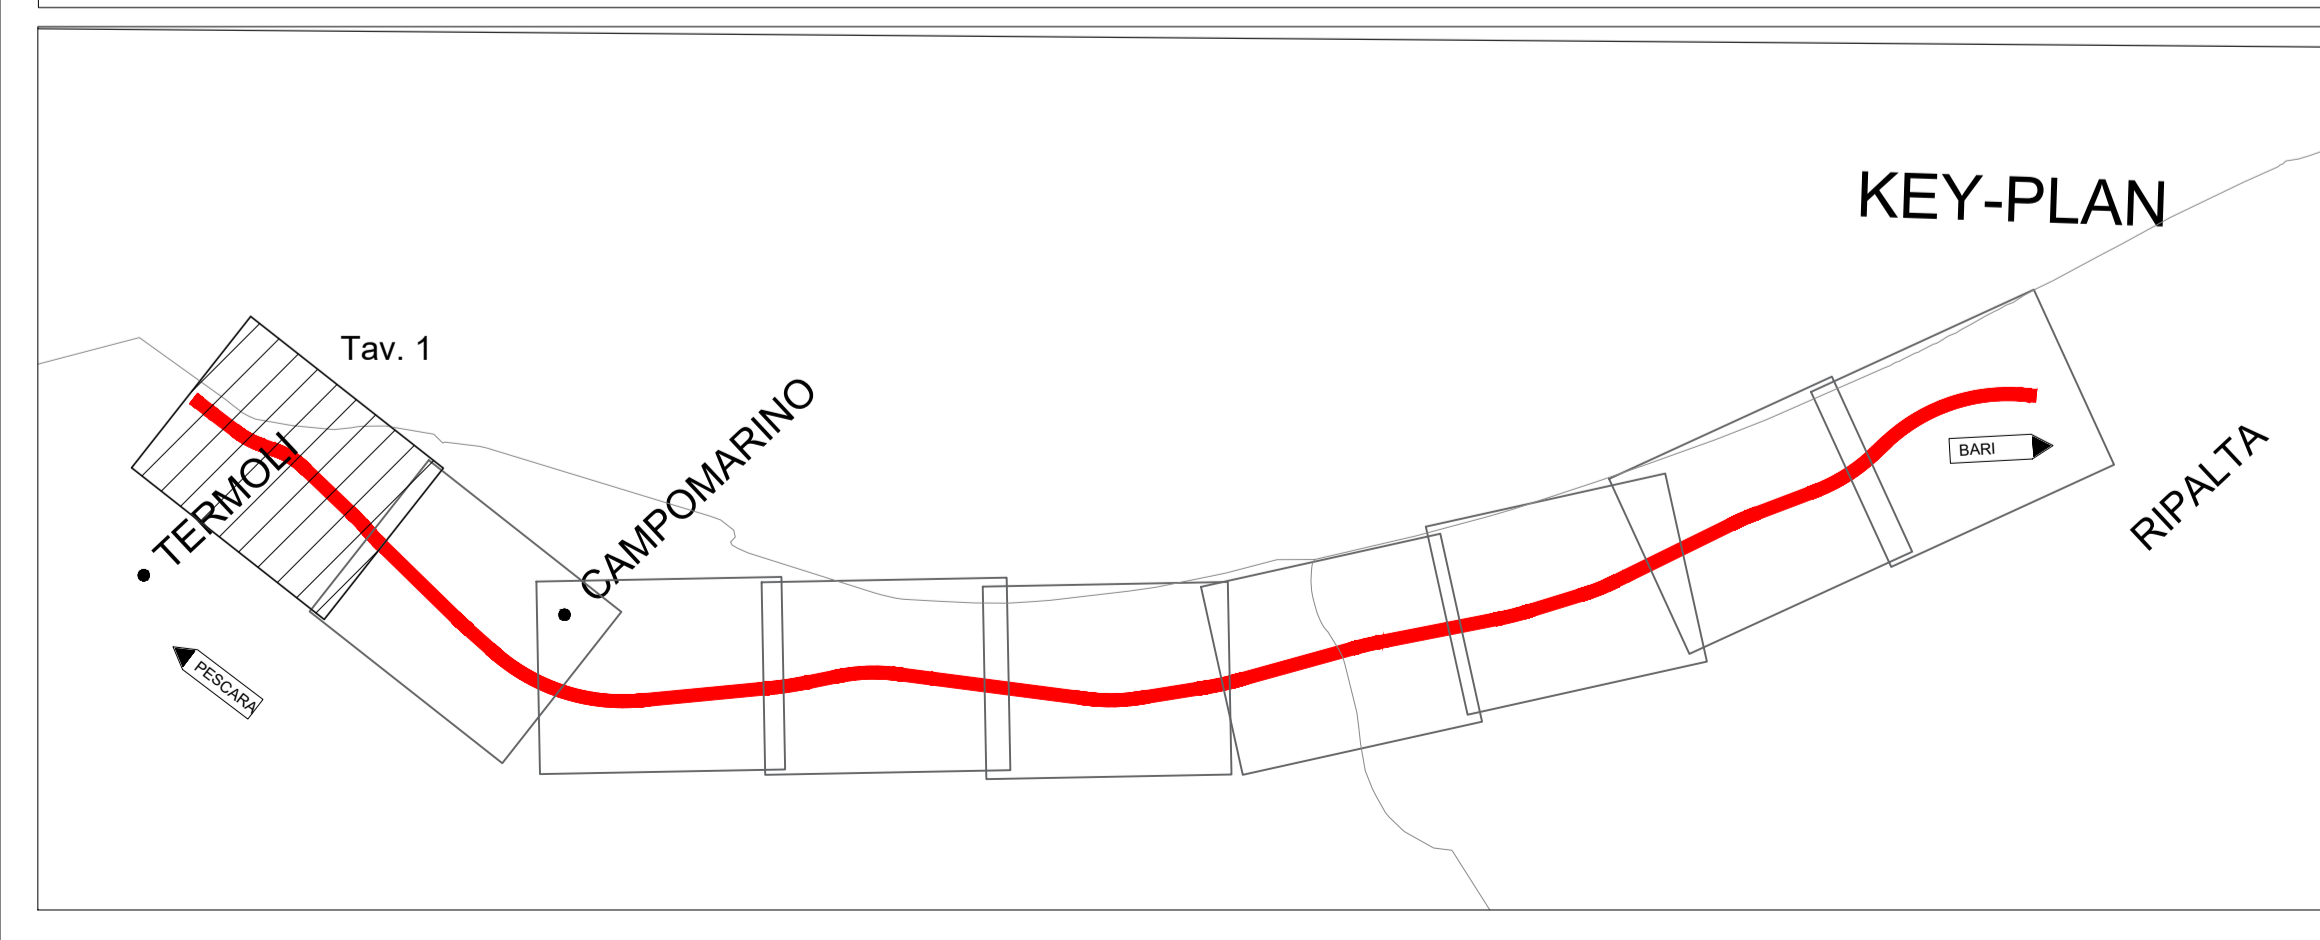 KEY-PLAN
Tav. 1
TERMOLI
CAMPOMARINO
BARI
RIPALTA
PESCARA